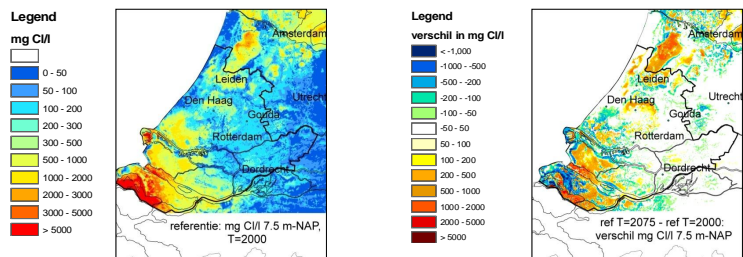 Legend
mg Cl/l
0 - 50
50 - 100
100 - 200
200 - 300
300 - 500
500 - 1000
1000 - 2000
2000 - 3000
3000 - 5000
> 5000
Amsterdam
Leiden
Utrecht
Den Haag
Gouda
Rotterdam
Dordrecht
referentie: mg Cl/l 7.5 m-NAP,
T=2000
Legend
verschil in mg Cl/l
< -1,000
-1000 - -500
-500 - -200
-200 - -100
-100 - -50
-50 - 50
50 - 100
100 - 200
200 - 500
500 - 1000
1000 - 2000
2000 - 5000
> 5000
Amsterdam
Leiden
Utrecht
Den Haag
Gouda
Rotterdam
Dordrecht
ref T=2075 - ref T=2000:
verschil mg Cl/l 7.5 m-NAP